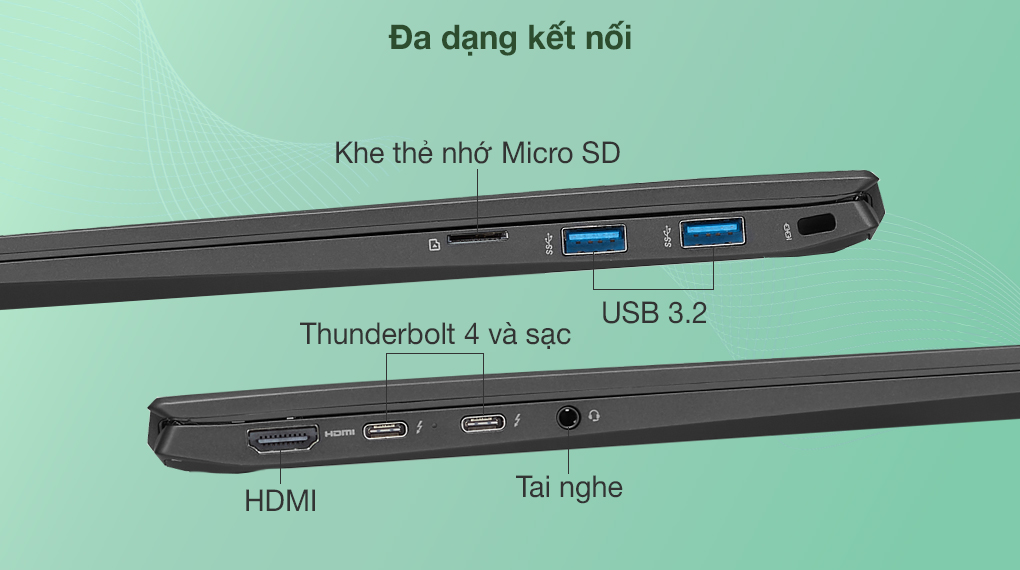 Đa dạng kết nối
Khe thẻ nhớ Micro SD
USB 3.2
Thunderbolt 4 và sạc
HDMI
HDMI
Tai nghe